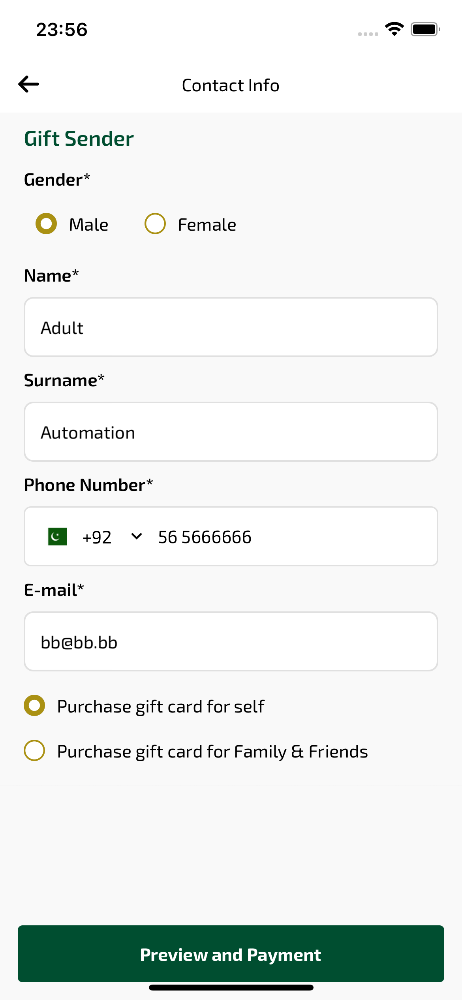 23:56
Contact Info
Gift Sender
Gender*
Male Female
Name*
Adult
Surname*
Automation
Phone Number*
+92 56 5666666
E-mail*
bb@bb.bb
Purchase gift card for self
Purchase gift card for Family & Friends
Preview and Payment